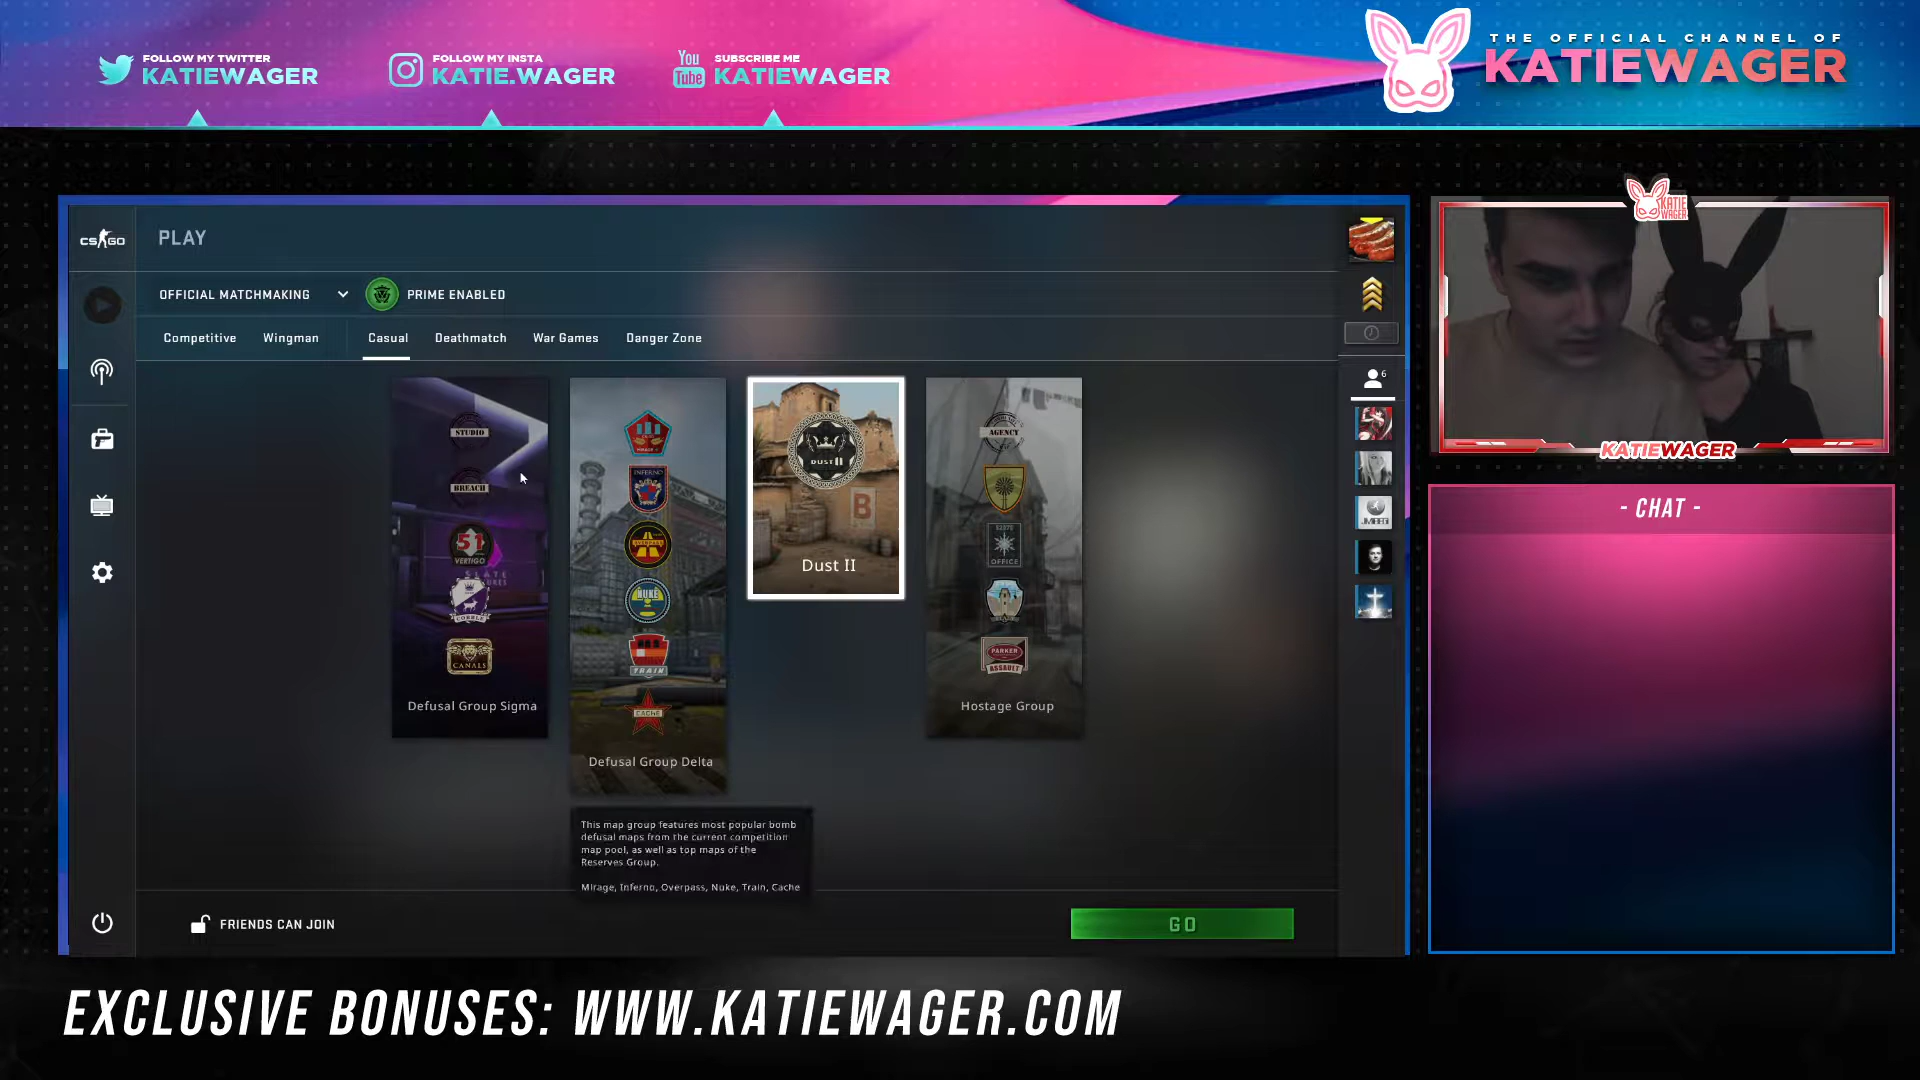 FOLLOW MY TWITTER
KATIEWAGER
FOLLOW MY INSTA
KATIE.WAGER
You
Tube
SUBSCRIBE ME
KATIEWAGER
THE OFFICIAL CHANNEL OF
KATIEWAGER
CS GO
PLAY
OFFICIAL MATCHMAKING
PRIME ENABLED
Competitive
Wingman
Casual
Deathmatch
War Games
Danger Zone
6
STUDIO
BREACH
51
VERTIGO
COBBLE
CANALS
Defusal Group Sigma
MIRAGE
INFERNO
OVERPASS
NUKE
TRAIN
CACHE
Defusal Group Delta
DUST II
B
Dust II
AGENCY
OFFICE
PARKER
ASSAULT
Hostage Group
This map group features most popular bomb
defusal maps from the current competition
map pool, as well as top maps of the
Reserves Group.
Mirage, Inferno, Overpass, Nuke, Train, Cache
FRIENDS CAN JOIN
GO
KATIE
WAGER
KATIEWAGER
- CHAT -
EXCLUSIVE BONUSES: WWW.KATIEWAGER.COM